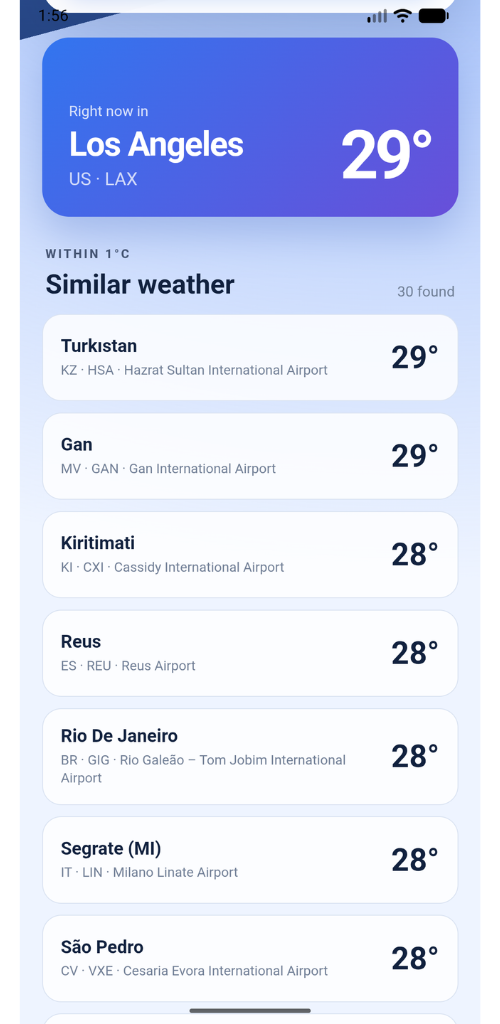 1:56
Right now in
Los Angeles
29°
US · LAX
WITHIN 1°C
Similar weather
30 found
Turkıstan
KZ · HSA · Hazrat Sultan International Airport
29°
Gan
MV · GAN · Gan International Airport
29°
Kiritimati
KI · CXI · Cassidy International Airport
28°
Reus
ES · REU · Reus Airport
28°
Rio De Janeiro
BR · GIG · Rio Galeão – Tom Jobim International
Airport
28°
Segrate (MI)
IT · LIN · Milano Linate Airport
28°
São Pedro
CV · VXE · Cesaria Evora International Airport
28°